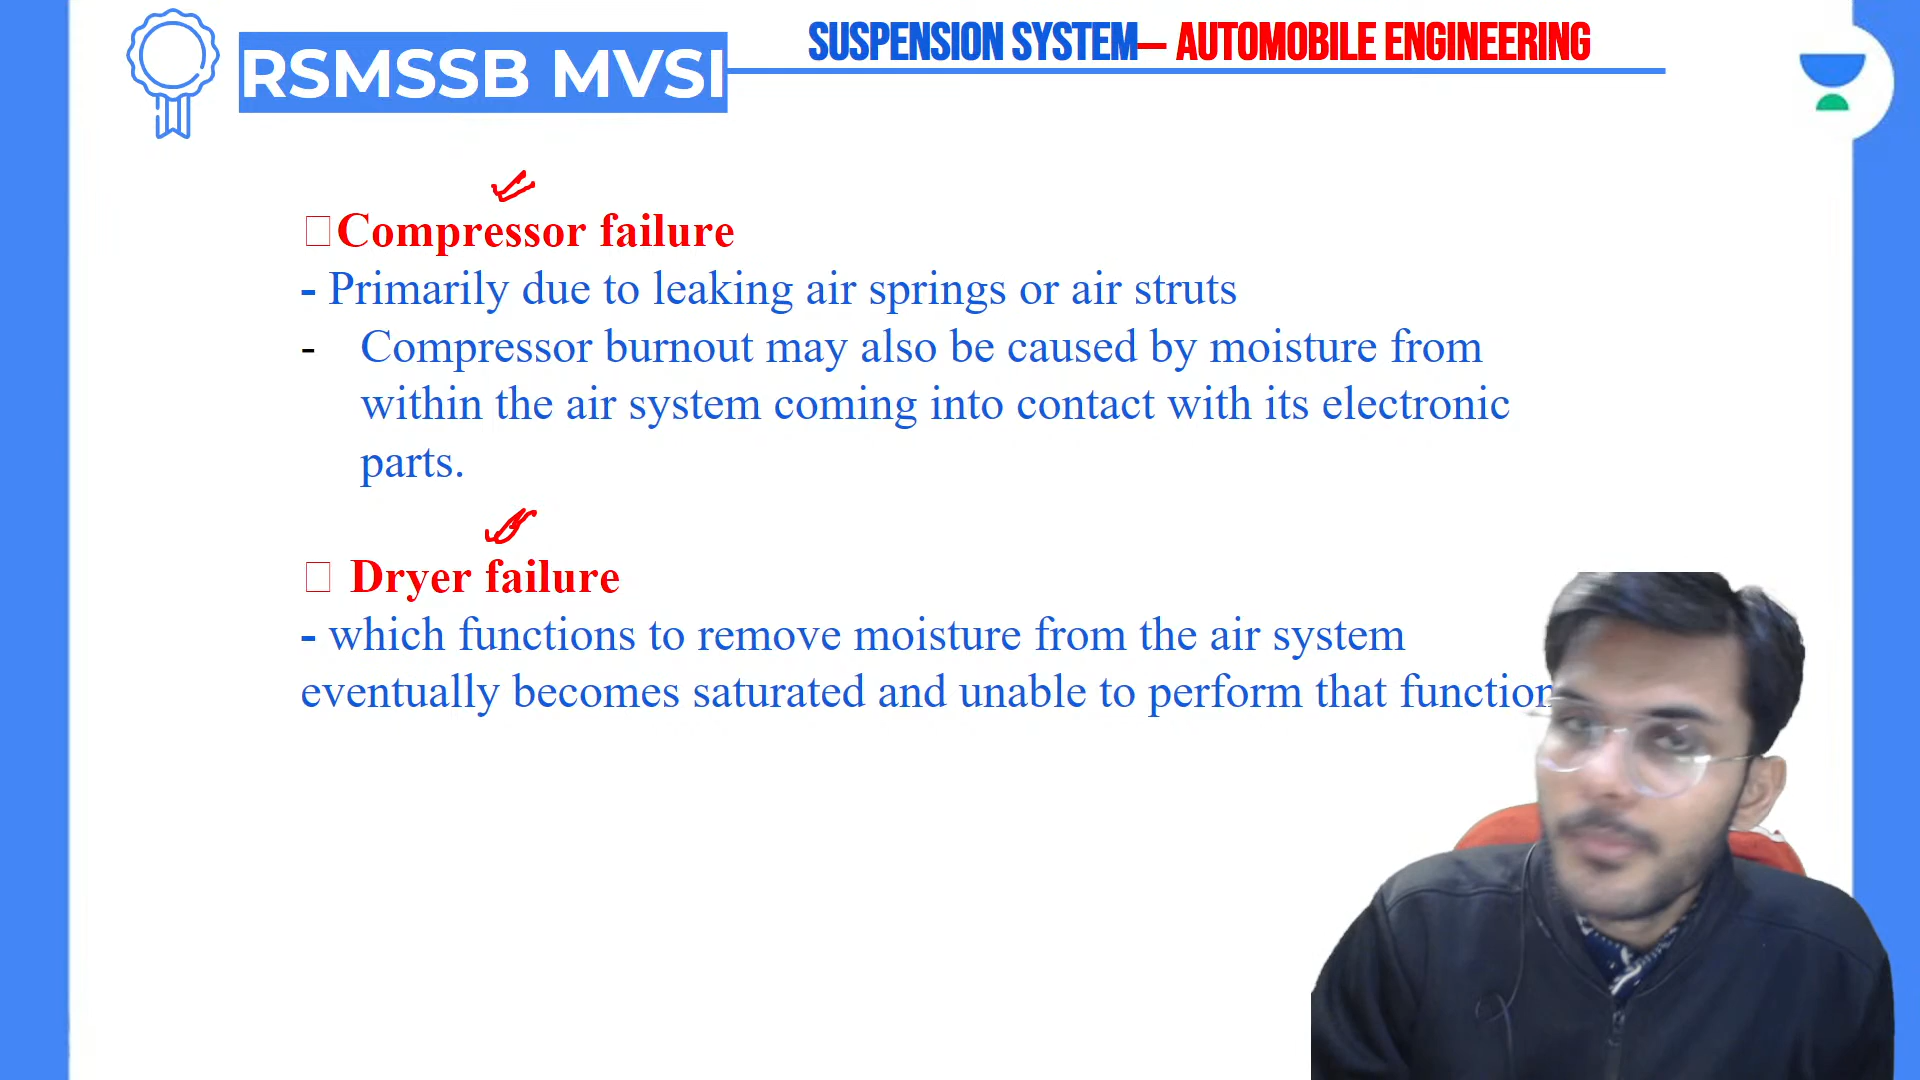 RSMSSB MVSI
SUSPENSION SYSTEM– AUTOMOBILE ENGINEERING
Compressor failure
- Primarily due to leaking air springs or air struts
- Compressor burnout may also be caused by moisture from
within the air system coming into contact with its electronic
parts.
Dryer failure
- which functions to remove moisture from the air system
eventually becomes saturated and unable to perform that function